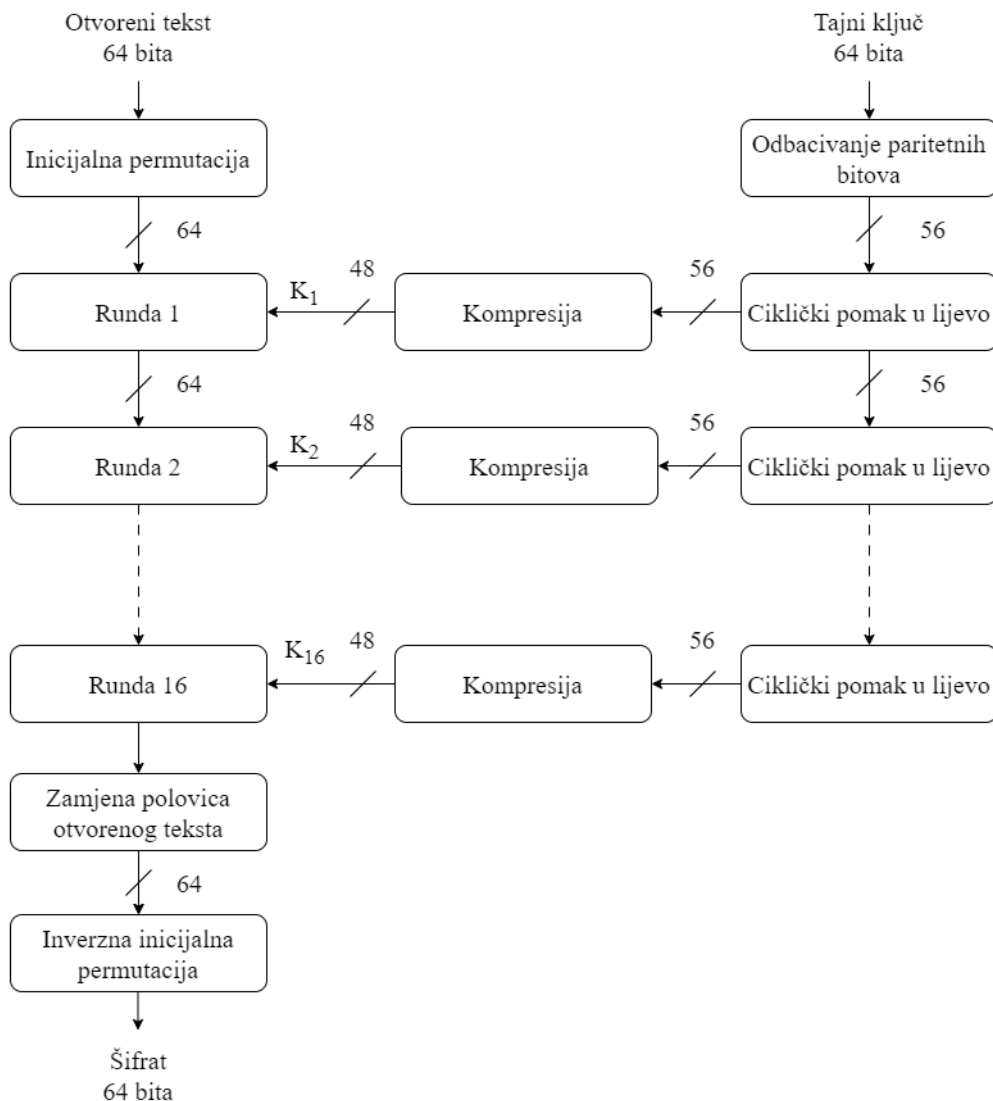 Otvoreni tekst
64 bita
Tajni ključ
64 bita
Inicijalna permutacija
Odbacivanje paritetnih
bitova
64
56
Runda 1
K1
48
Kompresija
56
Ciklički pomak u lijevo
64
56
Runda 2
K2
48
Kompresija
56
Ciklički pomak u lijevo
Runda 16
K16
48
Kompresija
56
Ciklički pomak u lijevo
Zamjena polovica
otvorenog teksta
64
Inverzna inicijalna
permutacija
Šifrat
64 bita